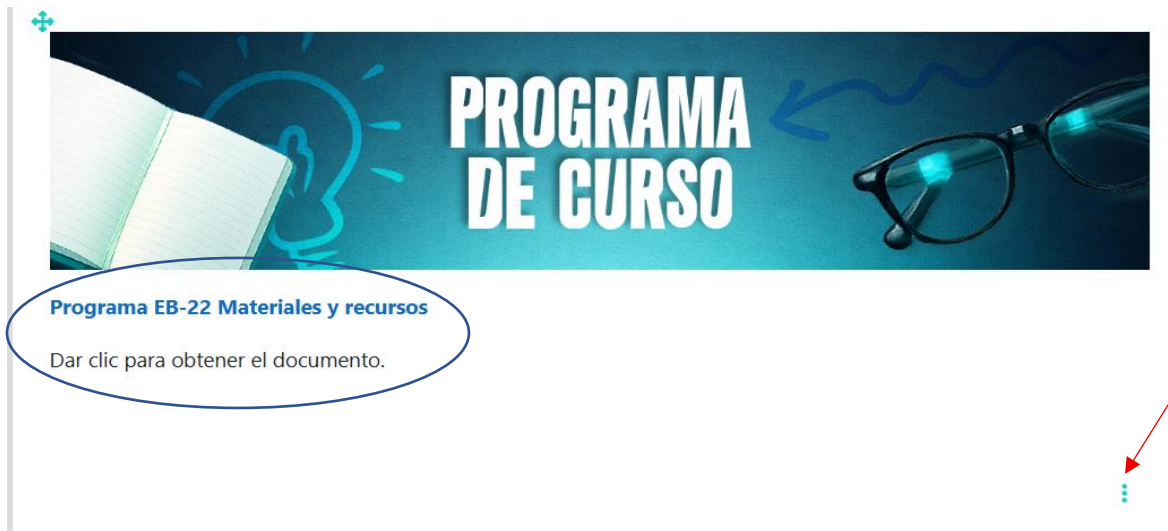 PROGRAMA
DE CURSO
Programa EB-22 Materiales y recursos
Dar clic para obtener el documento.